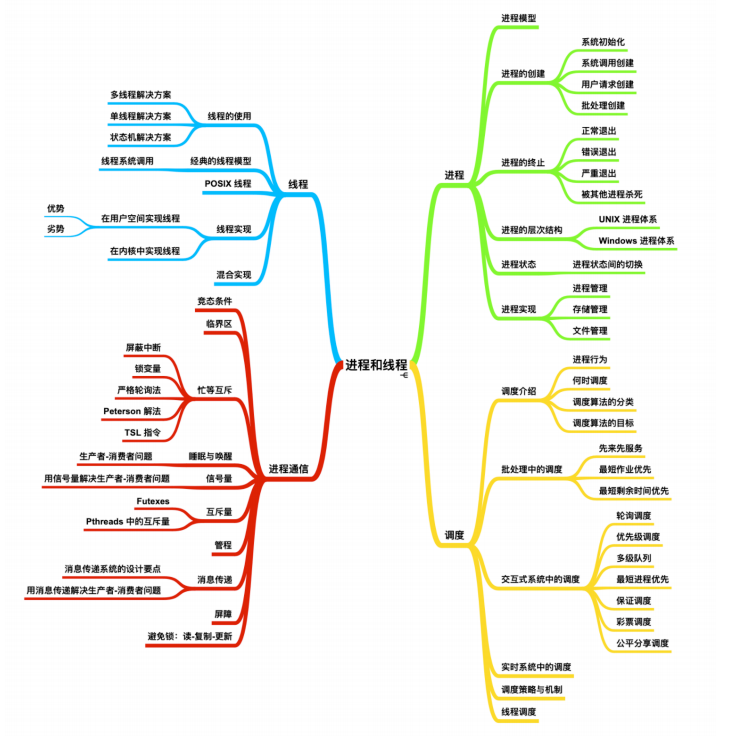 进程和线程
进程
进程模型
进程的创建
系统初始化
系统调用创建
用户请求创建
批处理创建
进程的终止
正常退出
错误退出
严重退出
被其他进程杀死
进程的层次结构
UNIX 进程体系
Windows 进程体系
进程状态
进程状态间的切换
进程实现
进程管理
存储管理
文件管理
调度
调度介绍
进程行为
何时调度
调度算法的分类
调度算法的目标
批处理中的调度
先来先服务
最短作业优先
最短剩余时间优先
交互式系统中的调度
轮询调度
优先级调度
多级队列
最短进程优先
保证调度
彩票调度
公平分享调度
实时系统中的调度
调度策略与机制
线程调度
线程
线程的使用
多线程解决方案
单线程解决方案
状态机解决方案
经典的线程模型
线程系统调用
POSIX 线程
线程实现
在用户空间实现线程
优势
劣势
在内核中实现线程
混合实现
进程通信
竞态条件
临界区
忙等互斥
屏蔽中断
锁变量
严格轮询法
Peterson 解法
TSL 指令
睡眠与唤醒
生产者-消费者问题
信号量
用信号量解决生产者-消费者问题
互斥量
Futexes
Pthreads 中的互斥量
管程
消息传递
消息传递系统的设计要点
用消息传递解决生产者-消费者问题
屏障
避免锁：读-复制-更新